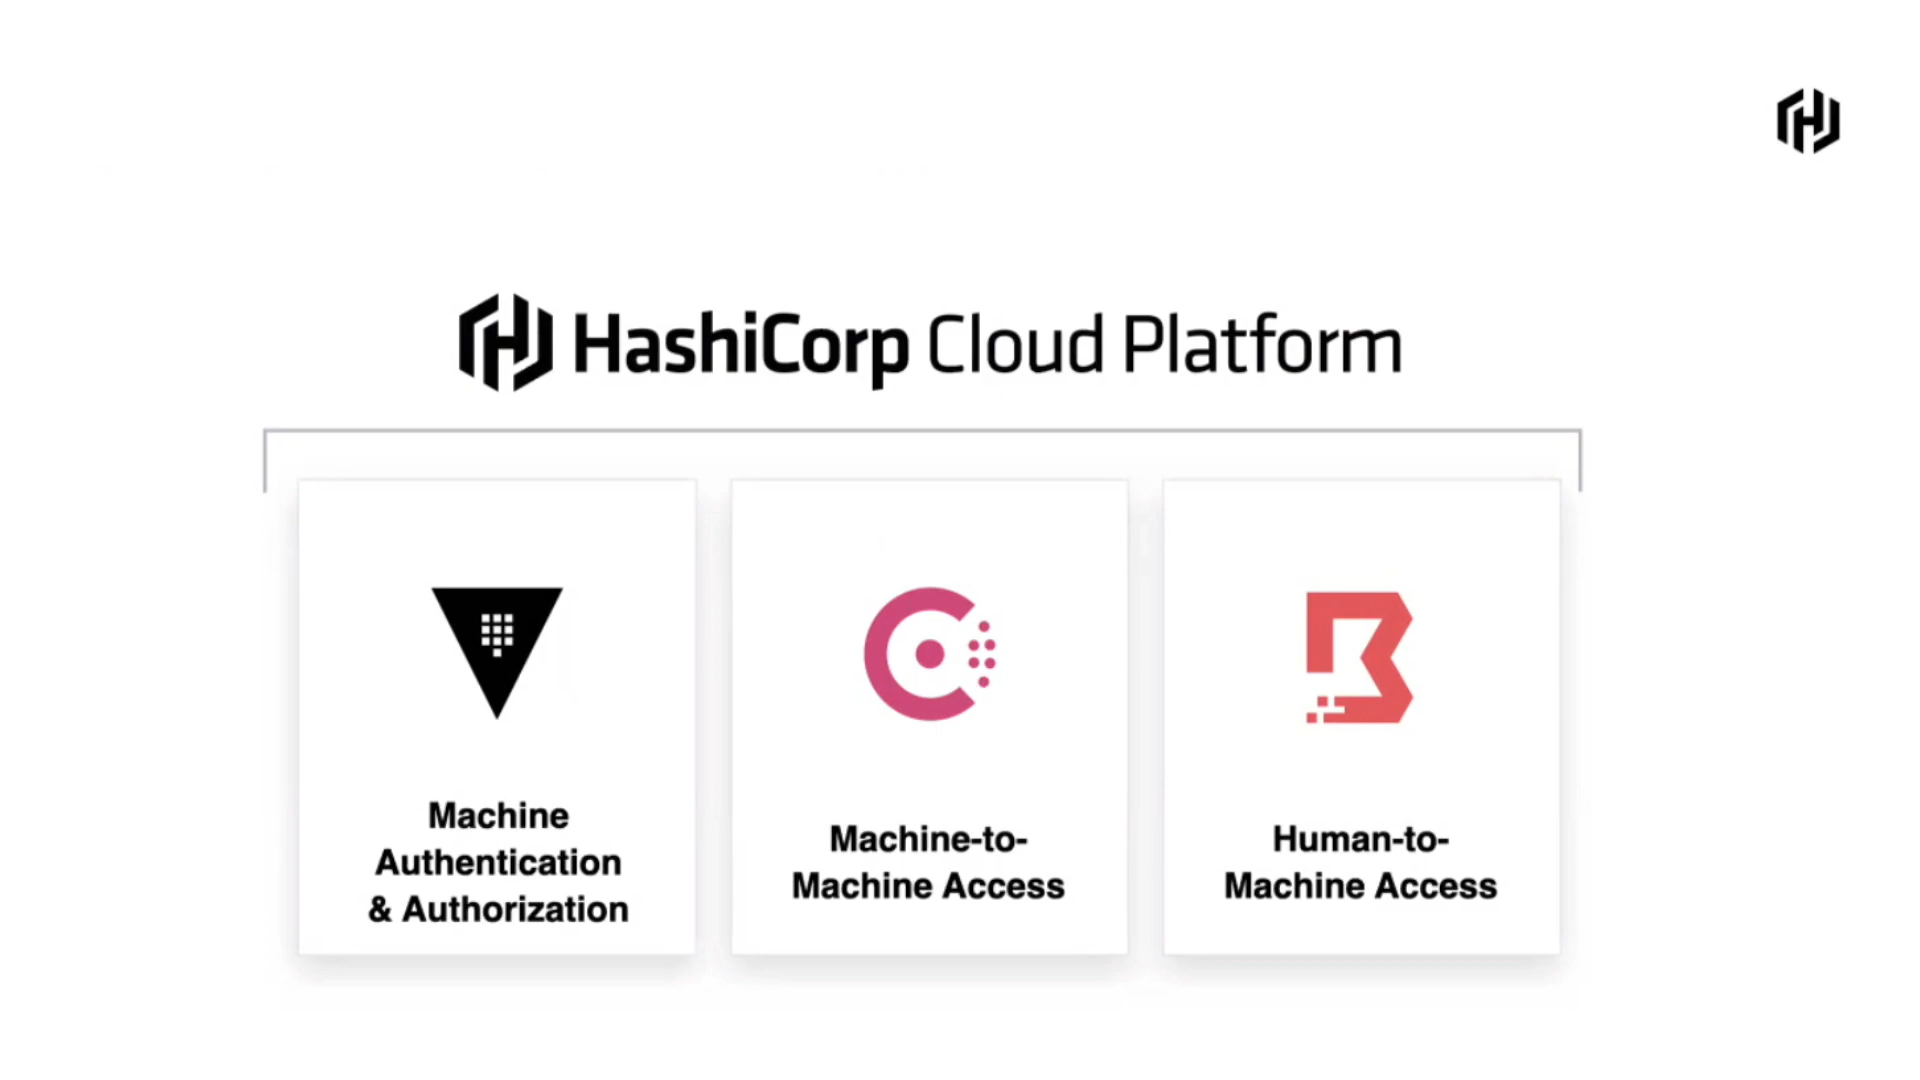 HashiCorp Cloud Platform
Machine
Authentication
& Authorization
Machine-to-
Machine Access
Human-to-
Machine Access